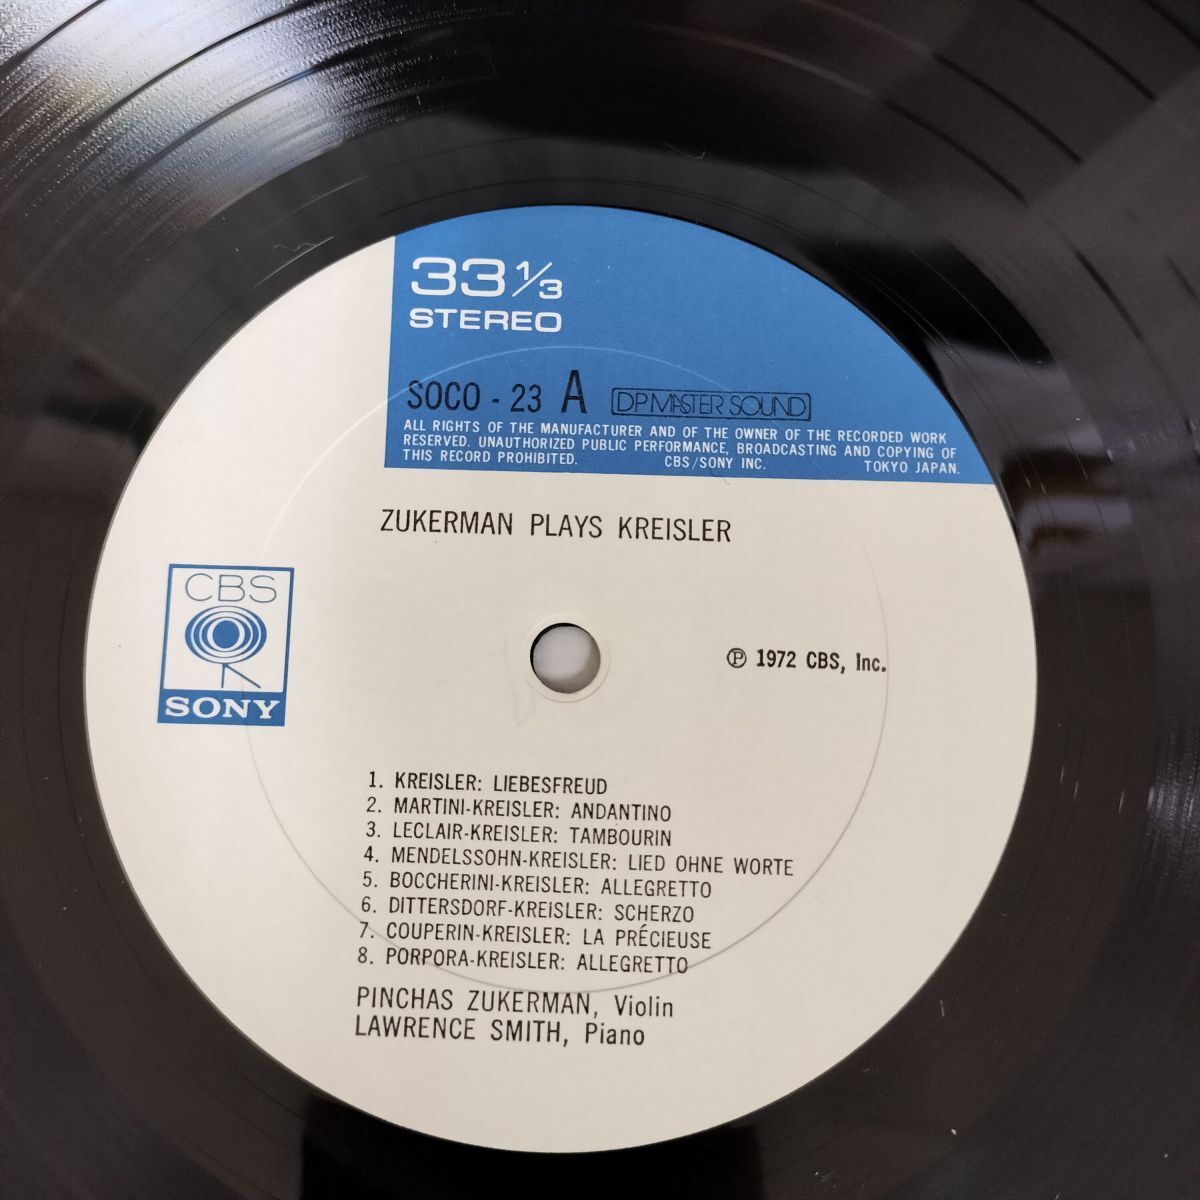 33 1/3
STEREO
SOCO - 23 A DP MASTER SOUND
ALL RIGHTS OF THE MANUFACTURER AND OF THE OWNER OF THE RECORDED WORK
RESERVED. UNAUTHORIZED PUBLIC PERFORMANCE, BROADCASTING AND COPYING OF
THIS RECORD PROHIBITED. CBS/SONY INC. TOKYO JAPAN.
ZUKERMAN PLAYS KREISLER
CBS
SONY
℗ 1972 CBS, Inc.
1. KREISLER: LIEBESFREUD
2. MARTINI-KREISLER: ANDANTINO
3. LECLAIR-KREISLER: TAMBOURIN
4. MENDELSSOHN-KREISLER: LIED OHNE WORTE
5. BOCCHERINI-KREISLER: ALLEGRETTO
6. DITTERSDORF-KREISLER: SCHERZO
7. COUPERIN-KREISLER: LA PRÉCIEUSE
8. PORPORA-KREISLER: ALLEGRETTO
PINCHAS ZUKERMAN, Violin
LAWRENCE SMITH, Piano